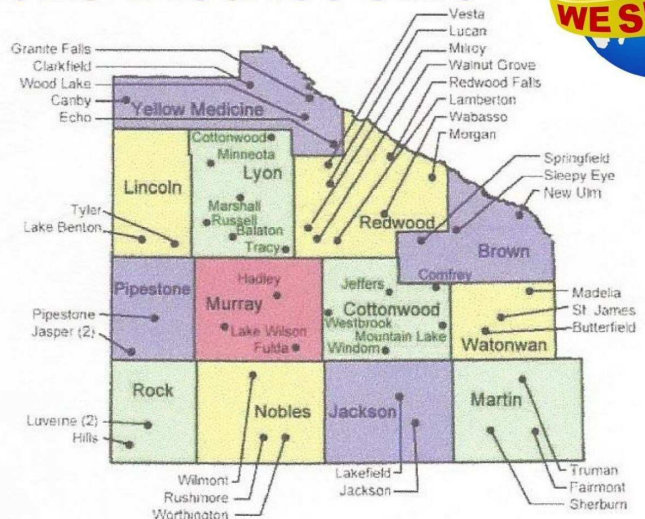 WE S
Vesta
Lucan
Milroy
Walnut Grove
Redwood Falls
Lamberton
Wabasso
Morgan
Granite Falls
Clarkfield
Wood Lake
Canby
Echo
Yellow Medicine
Springfield
Sleepy Eye
New Ulm
Cottonwood
Minneota
Lincoln
Lyon
Marshall
Russell
Balaton
Tracy
Tyler
Lake Benton
Redwood
Brown
Comfrey
Pipestone
Hadley
Murray
Lake Wilson
Fulda
Jeffers
Cottonwood
Westbrook
Mountain Lake
Windom
Madelia
St. James
Butterfield
Watonwan
Pipestone
Jasper (2)
Rock
Nobles
Jackson
Martin
Luverne (2)
Hills
Wilmont
Rushmore
Worthington
Lakefield
Jackson
Truman
Fairmont
Sherburn